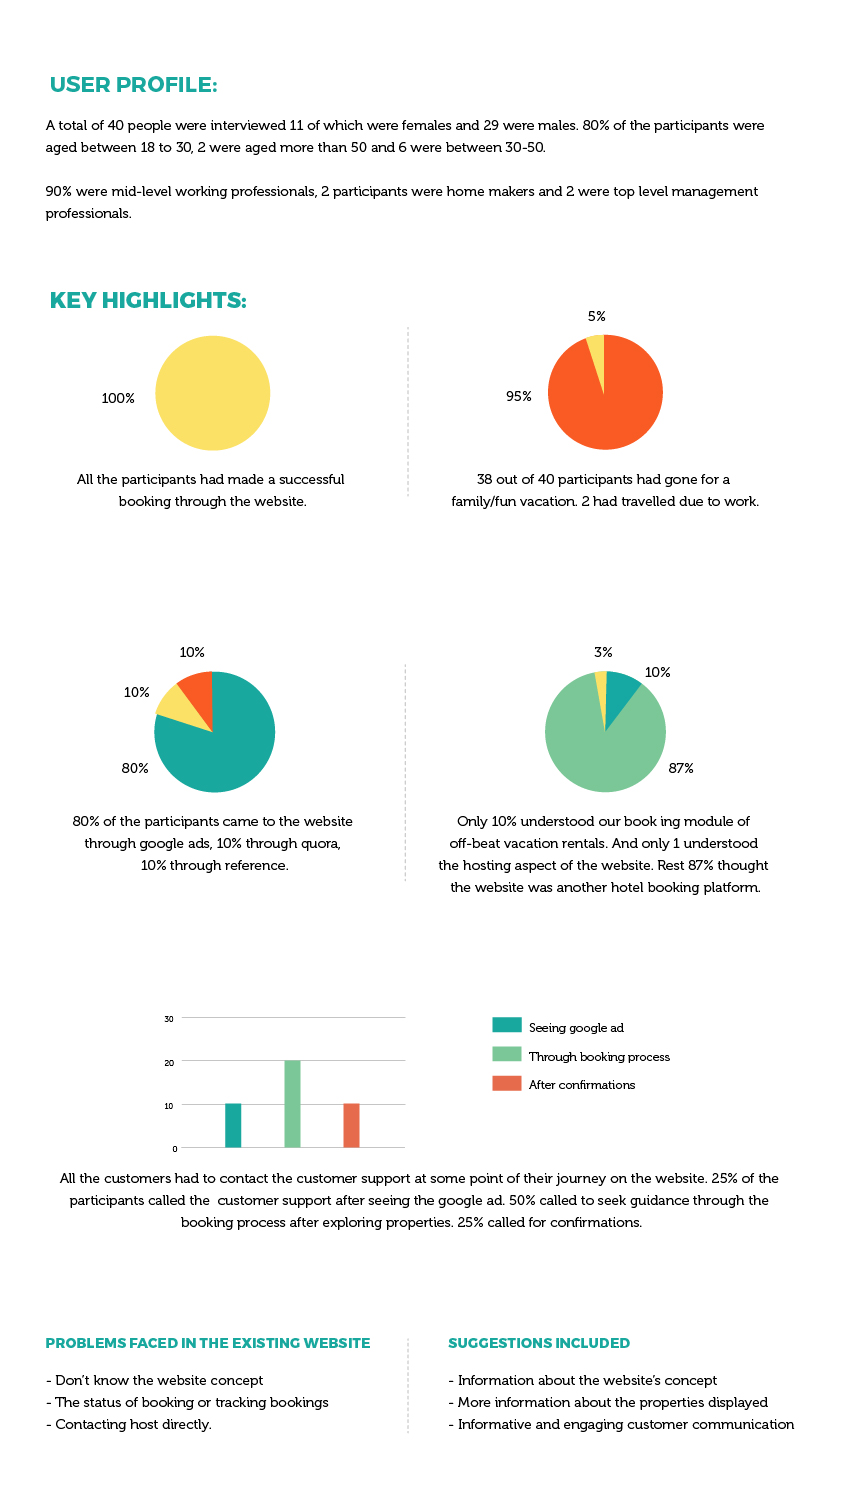 USER PROFILE:
A total of 40 people were interviewed 11 of which were females and 29 were males. 80% of the participants were
aged between 18 to 30, 2 were aged more than 50 and 6 were between 30-50.
90% were mid-level working professionals, 2 participants were home makers and 2 were top level management
professionals.
KEY HIGHLIGHTS:
100%
All the participants had made a successful
booking through the website.
5%
95%
38 out of 40 participants had gone for a
family/fun vacation. 2 had travelled due to work.
10%
10%
80%
80% of the participants came to the website
through google ads, 10% through quora,
10% through reference.
3%
10%
87%
Only 10% understood our book ing module of
off-beat vacation rentals. And only 1 understood
the hosting aspect of the website. Rest 87% thought
the website was another hotel booking platform.
30
20
10
0
Seeing google ad
Through booking process
After confirmations
All the customers had to contact the customer support at some point of their journey on the website. 25% of the
participants called the  customer support after seeing the google ad. 50% called to seek guidance through the
booking process after exploring properties. 25% called for confirmations.
PROBLEMS FACED IN THE EXISTING WEBSITE
- Don't know the website concept
- The status of booking or tracking bookings
- Contacting host directly.
SUGGESTIONS INCLUDED
- Information about the website's concept
- More information about the properties displayed
- Informative and engaging customer communication